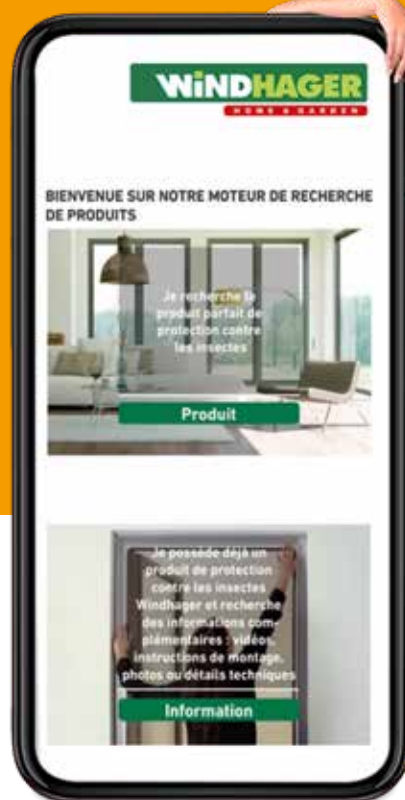 WiNDHAGER
HOME & GARDEN
BIENVENUE SUR NOTRE MOTEUR DE RECHERCHE
DE PRODUITS
Je recherche le
produit parfait de
protection contre
les insectes
Produit
Je possède déjà un
produit de protection
contre les insectes
Windhager et recherche
des informations com-
plémentaires : vidéos,
instructions de montage,
photos ou détails techniques
Information